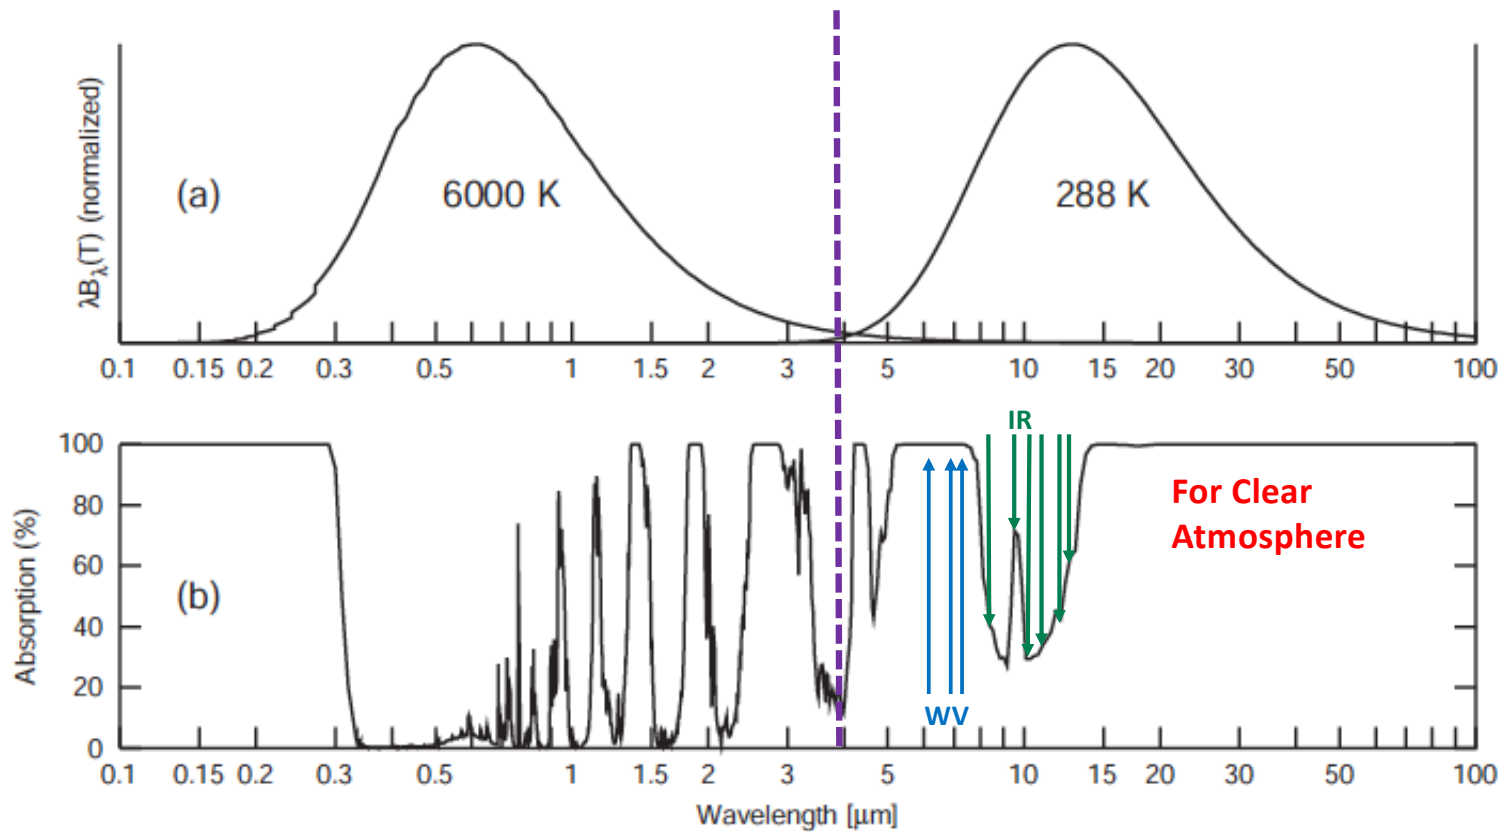 λBλ(T) (normalized)
(a)
6000 K
288 K
0.1 0.15 0.2 0.3 0.5 1 1.5 2 3 5 10 15 20 30 50 100
IR
100
80
60
40
20
0
Absorption (%)
(b)
For Clear
Atmosphere
WV
0.1 0.15 0.2 0.3 0.5 1 1.5 2 3 5 10 15 20 30 50 100
Wavelength [μm]